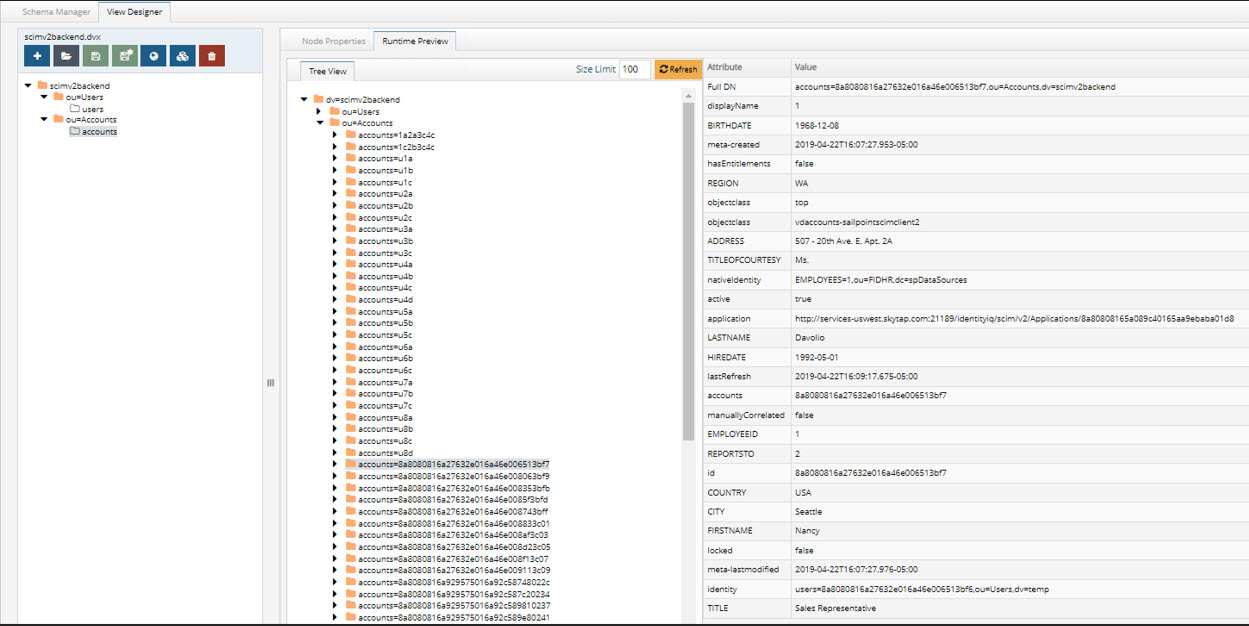 Schema Manager View Designer
scimv2backend.dvx
scimv2backend
ou=Users
users
ou=Accounts
accounts
Node Properties Runtime Preview
Tree View Size Limit 100 Refresh
dv=scimv2backend
ou=Users
ou=Accounts
accounts=1a2a3c4c
accounts=1c2b3c4c
accounts=u1a
accounts=u1b
accounts=u1c
accounts=u2a
accounts=u2b
accounts=u2c
accounts=u3a
accounts=u3b
accounts=u3c
accounts=u4a
accounts=u4b
accounts=u4c
accounts=u4d
accounts=u5a
accounts=u5b
accounts=u5c
accounts=u6a
accounts=u6b
accounts=u6c
accounts=u7a
accounts=u7b
accounts=u7c
accounts=u8a
accounts=u8b
accounts=u8c
accounts=u8d
accounts=8a8080816a27632e016a46e006513bf7
accounts=8a8080816a27632e016a46e008063bf9
accounts=8a8080816a27632e016a46e008353bfb
accounts=8a8080816a27632e016a46e0085f3bfd
accounts=8a8080816a27632e016a46e008743bff
accounts=8a8080816a27632e016a46e008833c01
accounts=8a8080816a27632e016a46e008af3c03
accounts=8a8080816a27632e016a46e008d23c05
accounts=8a8080816a27632e016a46e008f13c07
accounts=8a8080816a27632e016a46e009113c09
accounts=8a8080816a929575016a92c58748022c
accounts=8a8080816a929575016a92c587c20234
accounts=8a8080816a929575016a92c589810237
accounts=8a8080816a929575016a92c589e80241
Attribute Value
Full DN accounts=8a8080816a27632e016a46e006513bf7,ou=Accounts,dv=scimv2backend
displayName 1
BIRTHDATE 1968-12-08
meta-created 2019-04-22T16:07:27.953-05:00
hasEntitlements false
REGION WA
objectclass top
objectclass vdaccounts-sailpointscimclient2
ADDRESS 507 - 20th Ave. E. Apt. 2A
TITLEOFCOURTESY Ms.
nativeIdentity EMPLOYEES=1,ou=FIDHR,dc=spDataSources
active true
application http://services-uswest.skytap.com:21189/identityiq/scim/v2/Applications/8a80808165a089c40165aa9ebaba01d8
LASTNAME Davolio
HIREDATE 1992-05-01
lastRefresh 2019-04-22T16:09:17.675-05:00
accounts 8a8080816a27632e016a46e006513bf7
manuallyCorrelated false
EMPLOYEEID 1
REPORTSTO 2
id 8a8080816a27632e016a46e006513bf7
COUNTRY USA
CITY Seattle
FIRSTNAME Nancy
locked false
meta-lastmodified 2019-04-22T16:07:27.976-05:00
identity users=8a8080816a27632e016a46e006513bf6,ou=Users,dv=temp
TITLE Sales Representative